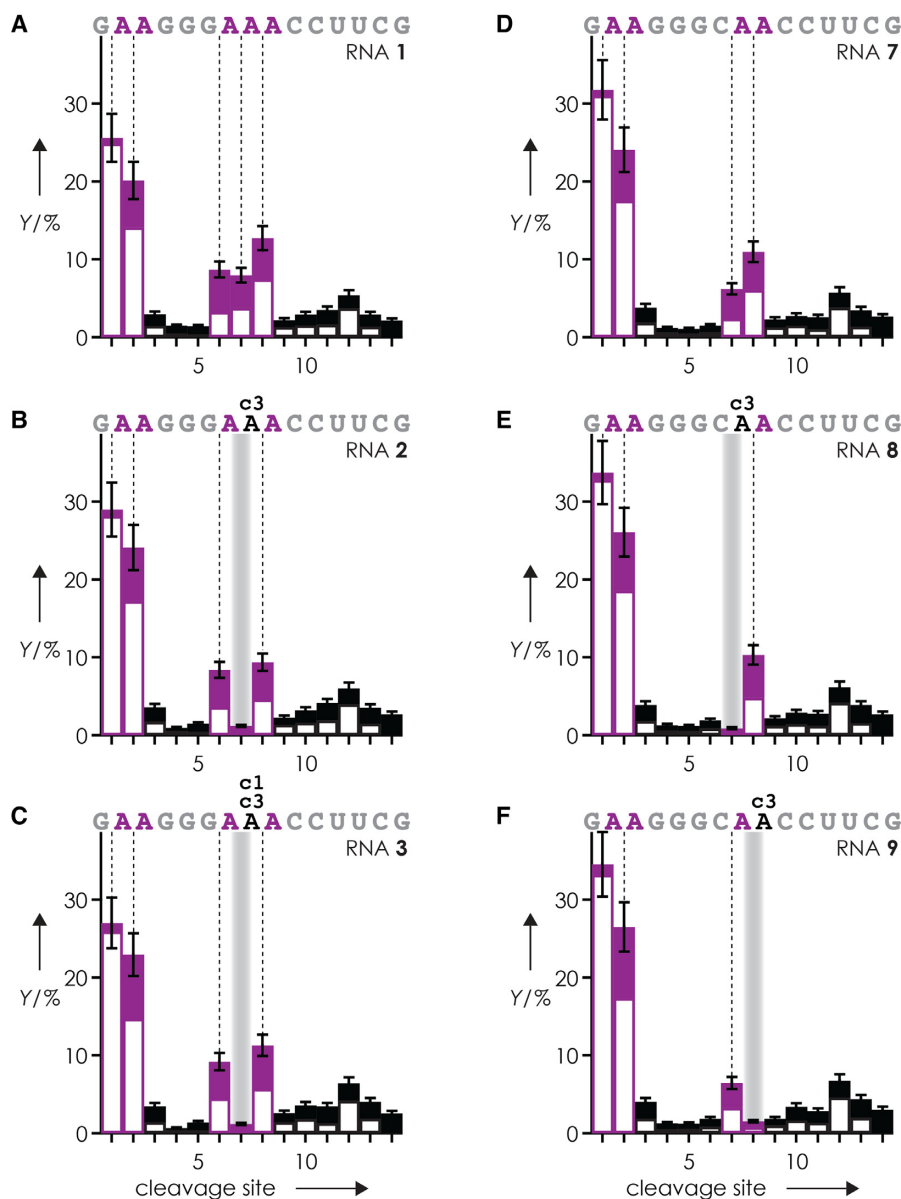 A
GAAGGGAAACCUUCG
RNA 1
30
20
10
0
Y/%
5
10
B
c3
GAAGGGAAACCUUCG
RNA 2
30
20
10
0
Y/%
5
10
C
c1
c3
GAAGGGAAACCUUCG
RNA 3
30
20
10
0
Y/%
5
10
cleavage site
D
GAAGGGCAACCUUCG
RNA 7
30
20
10
0
Y/%
5
10
E
c3
GAAGGGCAACCUUCG
RNA 8
30
20
10
0
Y/%
5
10
F
c3
GAAGGGCAACCUUCG
RNA 9
30
20
10
0
Y/%
5
10
cleavage site